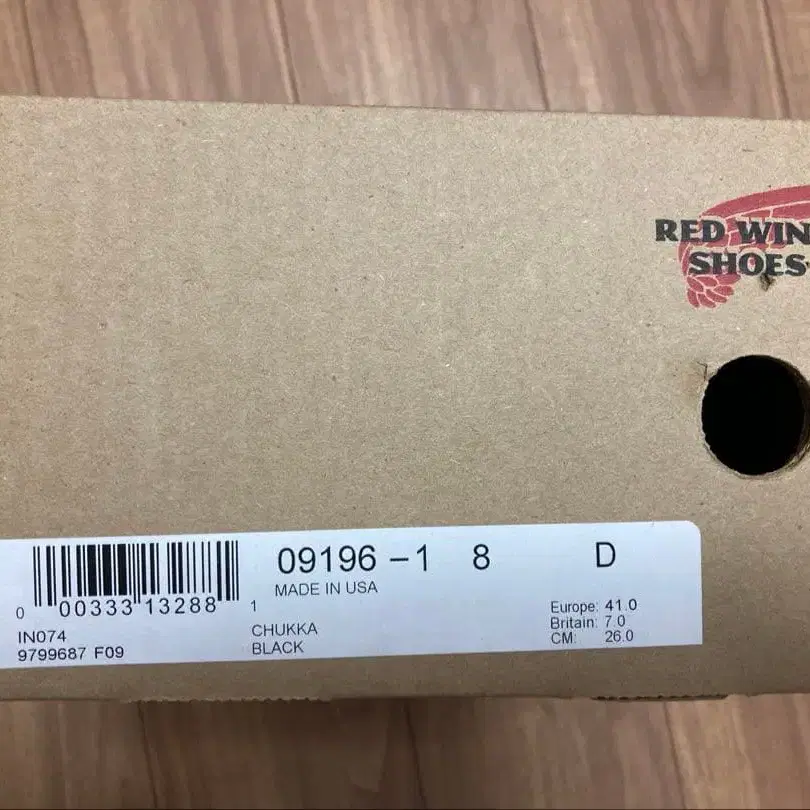 RED WIN
SHOES
09196 –1 8 D
MADE IN USA
0 00333 13288 1
IN074
9799687 F09
CHUKKA
BLACK
Europe: 41.0
Britain: 7.0
CM: 26.0